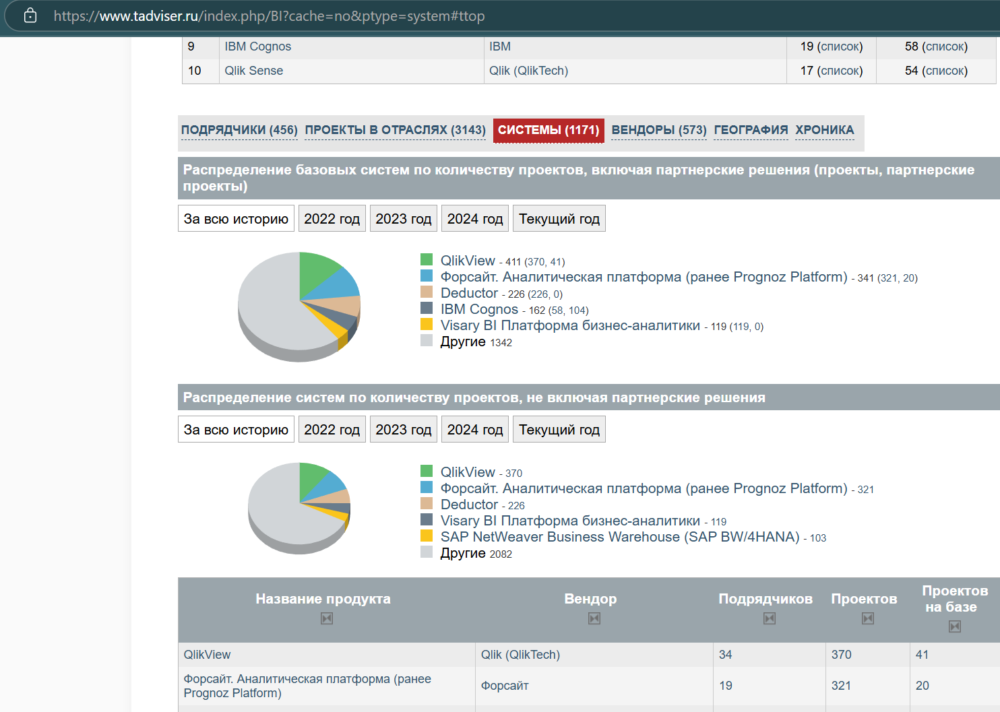 https://www.tadviser.ru/index.php/BI?cache=no&ptype=system#ttop
9 IBM Cognos IBM 19 (список) 58 (список)
10 Qlik Sense Qlik (QlikTech) 17 (список) 54 (список)
ПОДРЯДЧИКИ (456) ПРОЕКТЫ В ОТРАСЛЯХ (3143) СИСТЕМЫ (1171) ВЕНДОРЫ (573) ГЕОГРАФИЯ ХРОНИКА
Распределение базовых систем по количеству проектов, включая партнерские решения (проекты, партнерские
проекты)
За всю историю 2022 год 2023 год 2024 год Текущий год
QlikView - 411 (370, 41)
Форсайт. Аналитическая платформа (ранее Prognoz Platform) - 341 (321, 20)
Deductor - 226 (226, 0)
IBM Cognos - 162 (58, 104)
Visary BI Платформа бизнес-аналитики - 119 (119, 0)
Другие 1342
Распределение систем по количеству проектов, не включая партнерские решения
За всю историю 2022 год 2023 год 2024 год Текущий год
QlikView - 370
Форсайт. Аналитическая платформа (ранее Prognoz Platform) - 321
Deductor - 226
Visary BI Платформа бизнес-аналитики - 119
SAP NetWeaver Business Warehouse (SAP BW/4HANA) - 103
Другие 2082
Название продукта Вендор Подрядчиков Проектов Проектов
на базе
QlikView Qlik (QlikTech) 34 370 41
Форсайт. Аналитическая платформа (ранее
Prognoz Platform) Форсайт 19 321 20